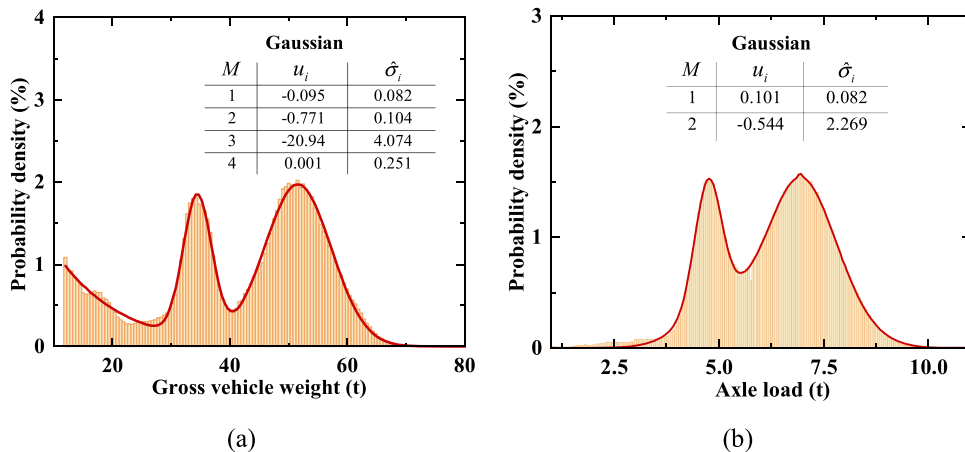 4
3
2
1
0
Probability density (%)
Gaussian
M u_i σ̂_i
1 -0.095 0.082
2 -0.771 0.104
3 -20.94 4.074
4 0.001 0.251
20 40 60 80
Gross vehicle weight (t)
(a)
3
2
1
0
Probability density (%)
Gaussian
M u_i σ̂_i
1 0.101 0.082
2 -0.544 2.269
2.5 5.0 7.5 10.0
Axle load (t)
(b)